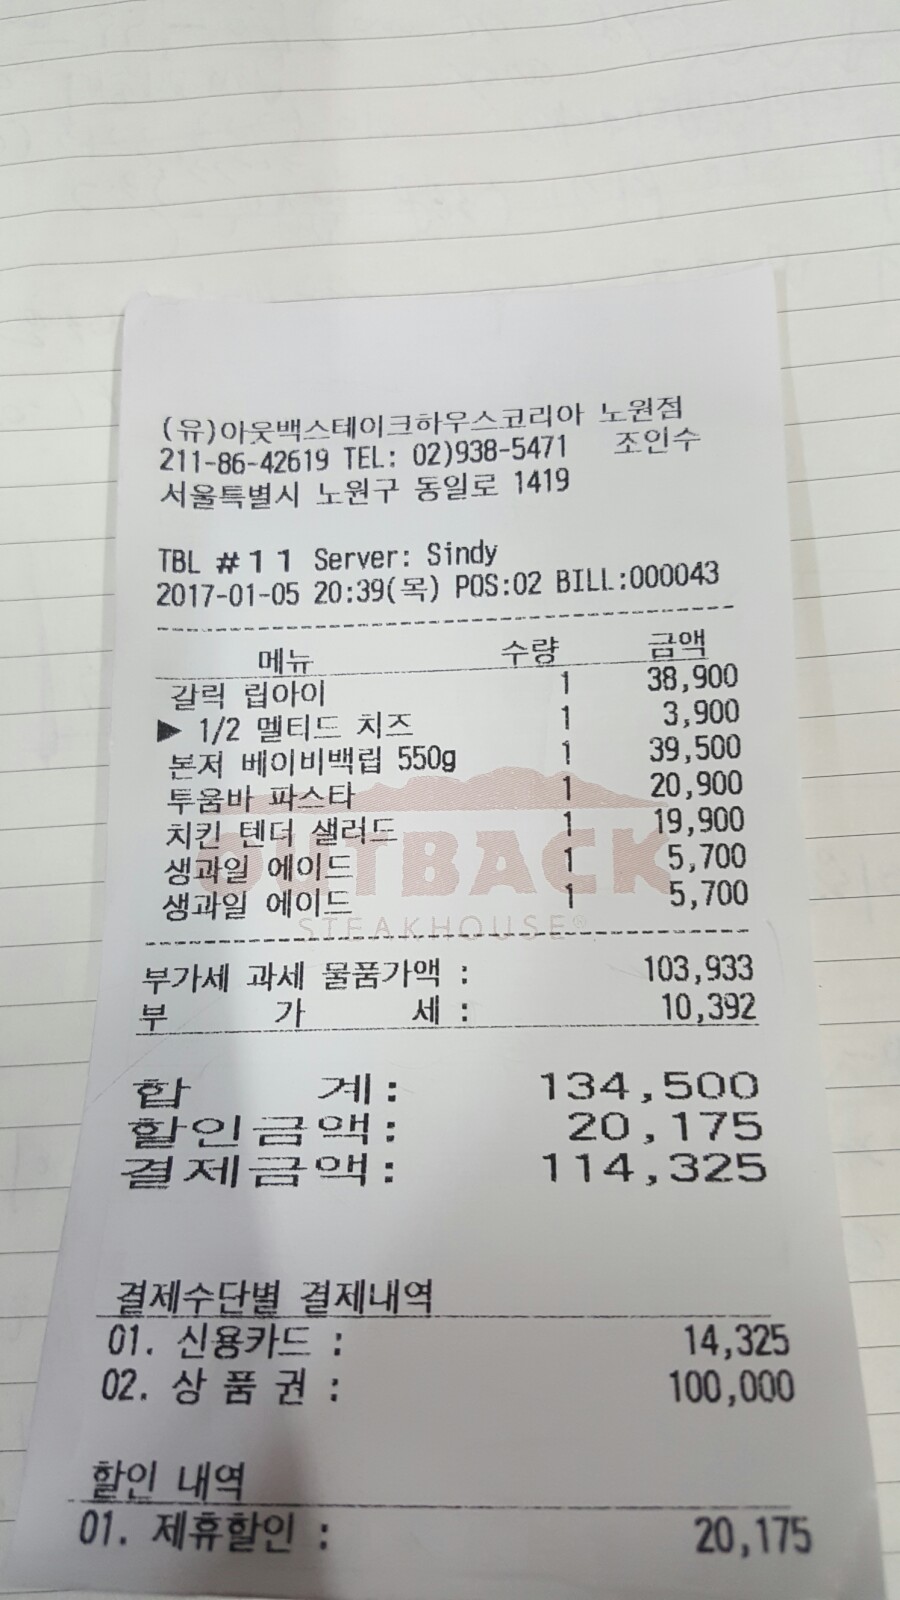 (유)아웃백스테이크하우스코리아 노원점
211-86-42619 TEL: 02)938-5471 조인수
서울특별시 노원구 동일로 1419
TBL #11 Server: Sindy
2017-01-05 20:39(목) POS:02 BILL:000043
메뉴 수량 금액
갈릭 립아이 1 38,900
▶ 1/2 멜티드 치즈 1 3,900
본저 베이비백립 550g 1 39,500
투움바 파스타 1 20,900
치킨 텐더 샐러드 1 19,900
생과일 에이드 1 5,700
생과일 에이드 1 5,700
OUTBACK
STEAKHOUSE®
부가세 과세 물품가액 : 103,933
부 가 세 : 10,392
합 계: 134,500
할인금액: 20,175
결제금액: 114,325
결제수단별 결제내역
01. 신용카드 : 14,325
02. 상 품 권 : 100,000
할인 내역
01. 제휴할인 : 20,175